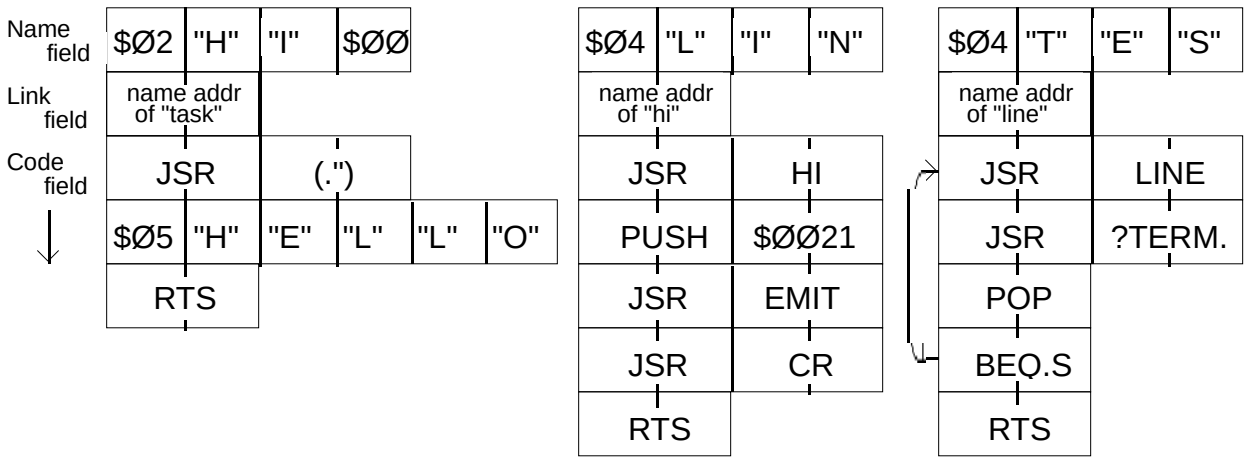 Name field
$Ø2 "H" "I" $ØØ
$Ø4 "L" "I" "N"
$Ø4 "T" "E" "S"
Link field
name addr of "task"
name addr of "hi"
name addr of "line"
Code field
JSR (.")
JSR HI
JSR LINE
$Ø5 "H" "E" "L" "L" "O"
PUSH $ØØ21
JSR ?TERM.
RTS
JSR EMIT
POP
JSR CR
BEQ.S
RTS
RTS